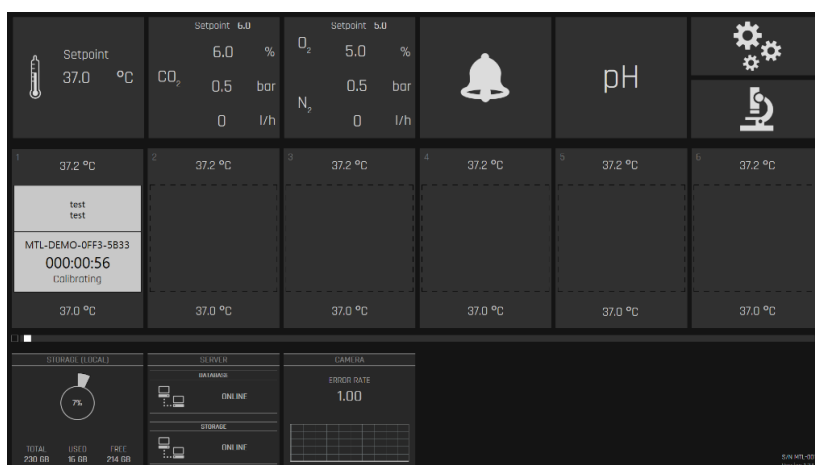 Setpoint
37.0 °C
Setpoint 6.0
6.0 %
CO2
0.5 bar
0 l/h
Setpoint 5.0
O2 5.0 %
0.5 bar
N2
0 l/h
pH
1 37.2 °C
2 37.2 °C
3 37.2 °C
4 37.2 °C
5 37.2 °C
6 37.2 °C
test
test
MTL-DEMO-0FF3-5B33
000:00:56
Calibrating
37.0 °C
37.0 °C
37.0 °C
37.0 °C
37.0 °C
37.0 °C
STORAGE (LOCAL)
7%
TOTAL USED FREE
230 GB 16 GB 214 GB
SERVER
DATABASE
ONLINE
STORAGE
ONLINE
CAMERA
ERROR RATE
1.00
S/N MTL-00